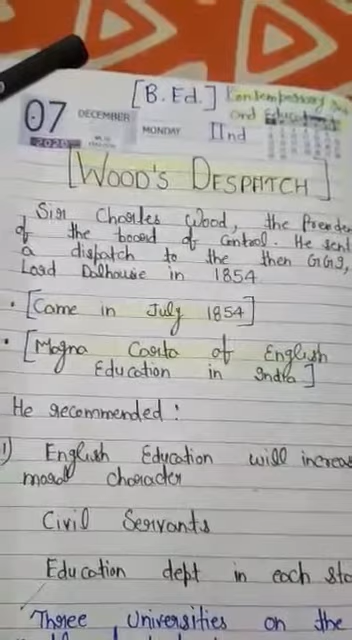 [B.Ed.] Contemporary
07 DECEMBER and Education
2020 MONDAY IInd
[WOOD'S DESPATCH]
Sir Charles Wood, the
of the board of control. He sent
a dispatch to the then GGI,
Lord Dalhousie in 1854
• [Came in July 1854]
• [Magna Carta of English
Education in India]
He recommended:
1) English Education will
moral character
Civil Servants
Education dept in each
Three Universities on the